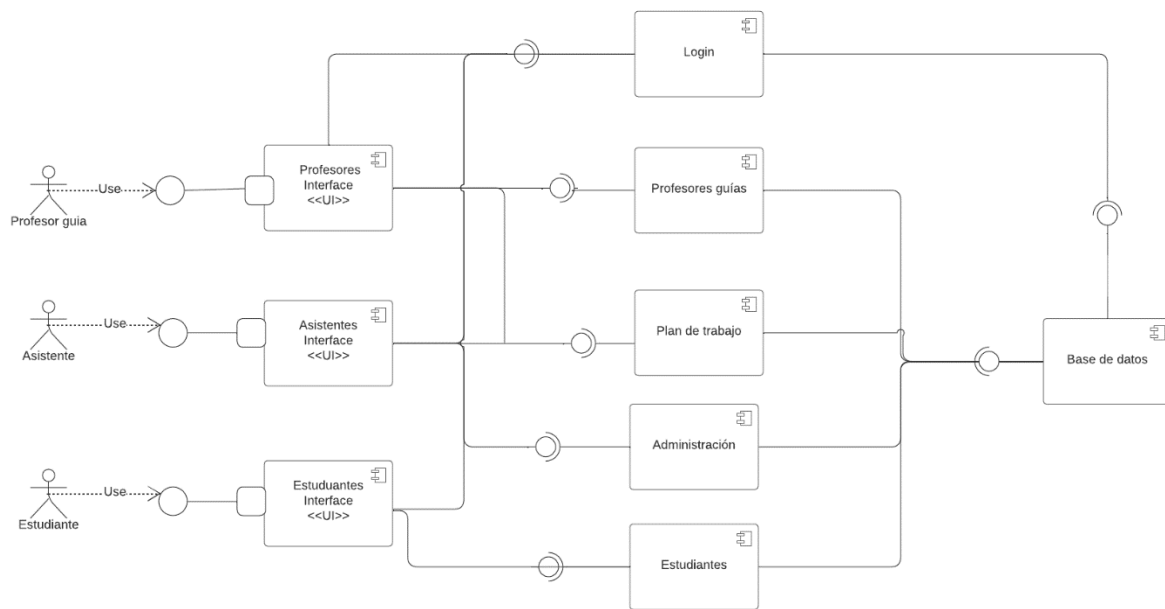 Login
Profesores
Interface
<<UI>>
Profesores guías
Use
Profesor guia
Asistentes
Interface
<<UI>>
Plan de trabajo
Use
Asistente
Base de datos
Administración
Estuduantes
Interface
<<UI>>
Use
Estudiante
Estudiantes